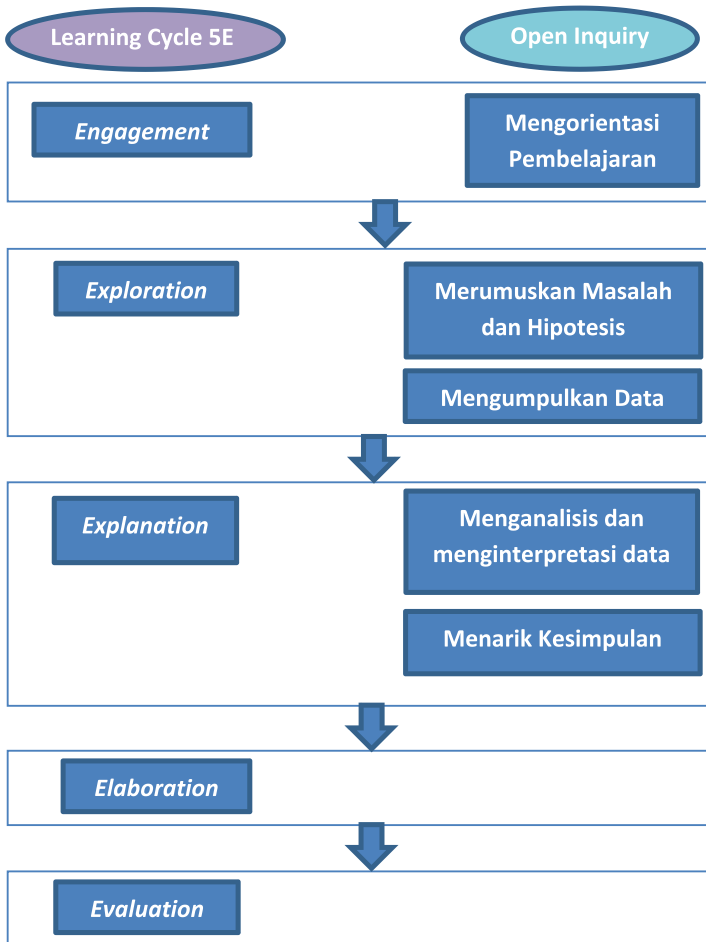 Learning Cycle 5E
Open Inquiry
Engagement
Mengorientasi
Pembelajaran
Exploration
Merumuskan Masalah
dan Hipotesis
Mengumpulkan Data
Explanation
Menganalisis dan
menginterpretasi data
Menarik Kesimpulan
Elaboration
Evaluation